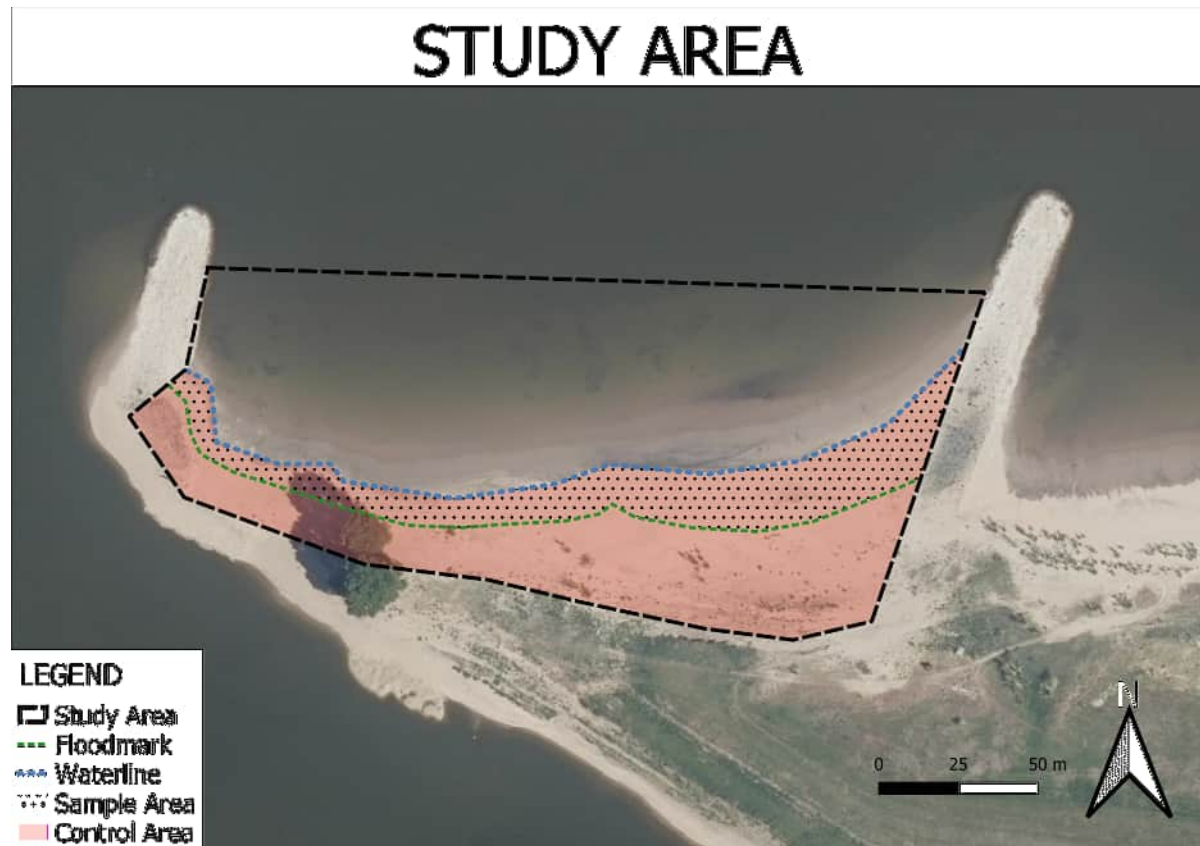 STUDY AREA
LEGEND
Study Area
Floodmark
Waterline
Sample Area
Control Area
0 25 50 m
N